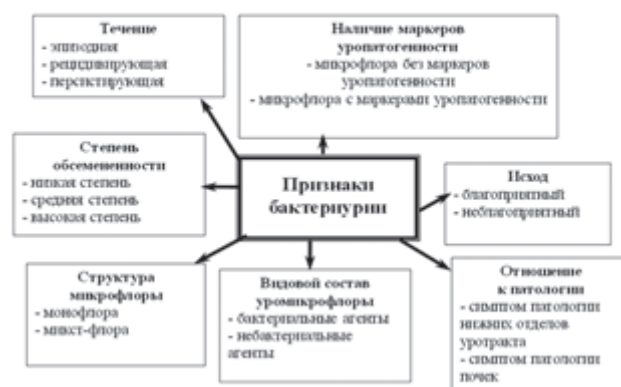 Течение
- эпизодная
- рецидивирующая
- персистирующая
Наличие маркеров
уропатогенности
- микрофлора без маркеров
уропатогенности
- микрофлора с маркерами уропатогенности
Степень
обсемененности
- низкая степень
- средняя степень
- высокая степень
Признаки
бактериурии
Исход
- благоприятный
- неблагоприятный
Структура
микрофлоры
- монофлора
- микст-флора
Видовой состав
уромикрофлоры
- бактериальные агенты
- небактериальные
агенты
Отношение
к патологии
- симптом патологии
нижних отделов
уротракта
- симптом патологии
почек